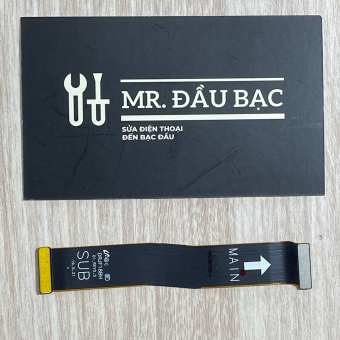 MR. ĐẦU BẠC
SỬA ĐIỆN THOẠI
ĐẾN BẠC ĐẦU
SUB
MAIN